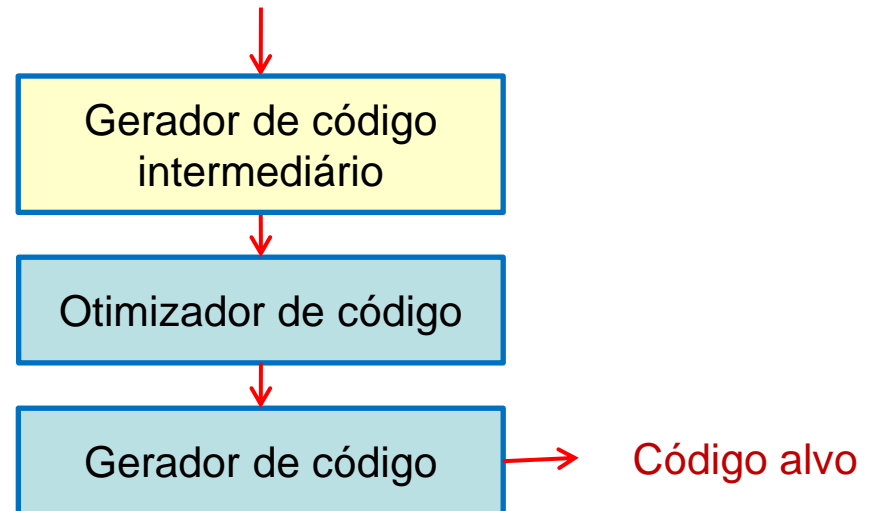 Gerador de código
intermediário
Otimizador de código
Gerador de código
Código alvo